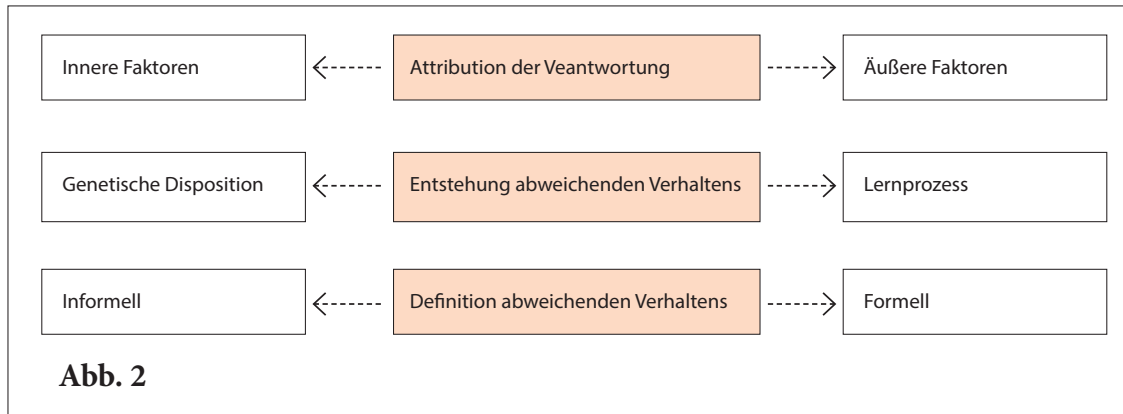 Innere Faktoren
Attribution der Veantwortung
Äußere Faktoren
Genetische Disposition
Entstehung abweichenden Verhaltens
Lernprozess
Informell
Definition abweichenden Verhaltens
Formell
Abb. 2